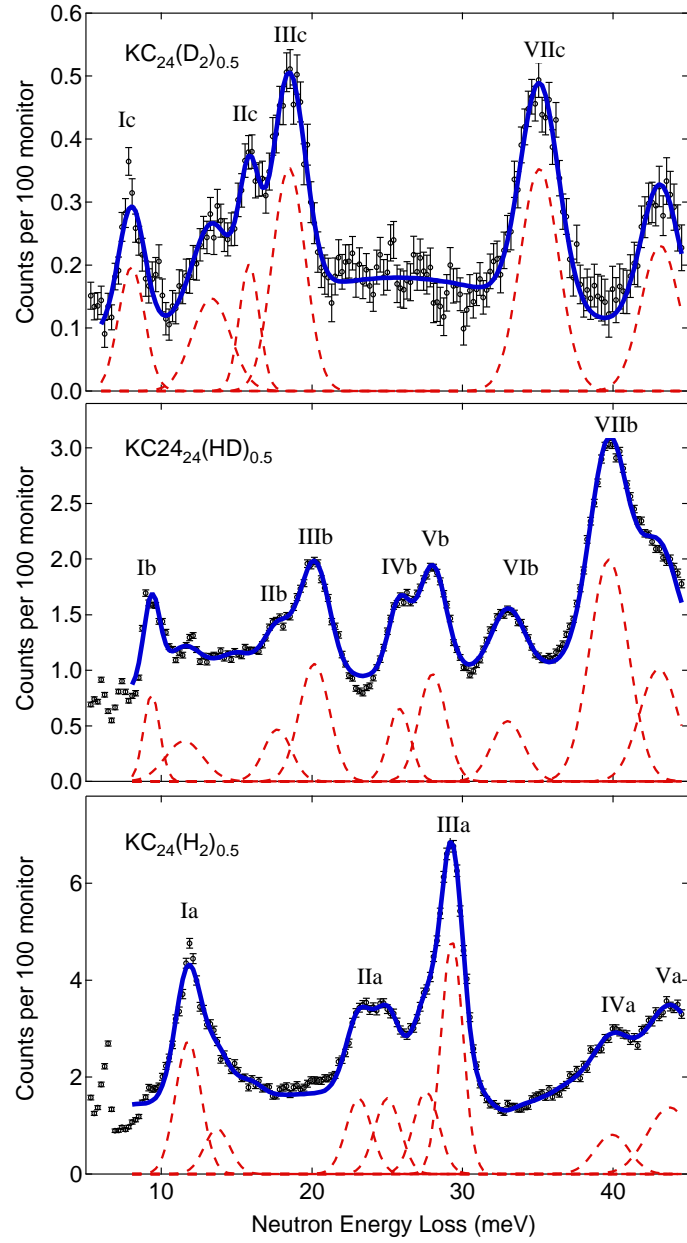 KC24(D2)0.5
Ic
IIc
IIIc
VIIc
0.6
0.5
0.4
0.3
0.2
0.1
0.0
Counts per 100 monitor
KC2424(HD)0.5
Ib
IIb
IIIb
IVb
Vb
VIb
VIIb
3.0
2.5
2.0
1.5
1.0
0.5
0.0
Counts per 100 monitor
KC24(H2)0.5
Ia
IIa
IIIa
IVa
Va
6
4
2
0
Counts per 100 monitor
10 20 30 40
Neutron Energy Loss (meV)